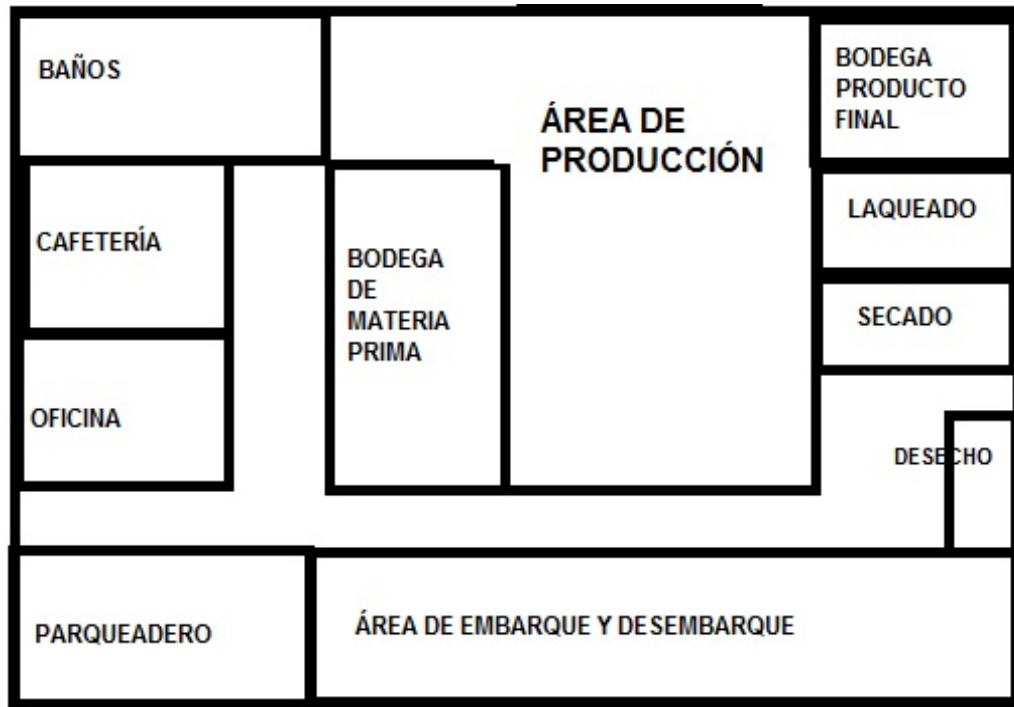 BAÑOS
ÁREA DE
PRODUCCIÓN
BODEGA
PRODUCTO
FINAL
CAFETERÍA
BODEGA
DE
MATERIA
PRIMA
LAQUEADO
SECADO
OFICINA
DESECHO
PARQUEADERO
ÁREA DE EMBARQUE Y DESEMBARQUE